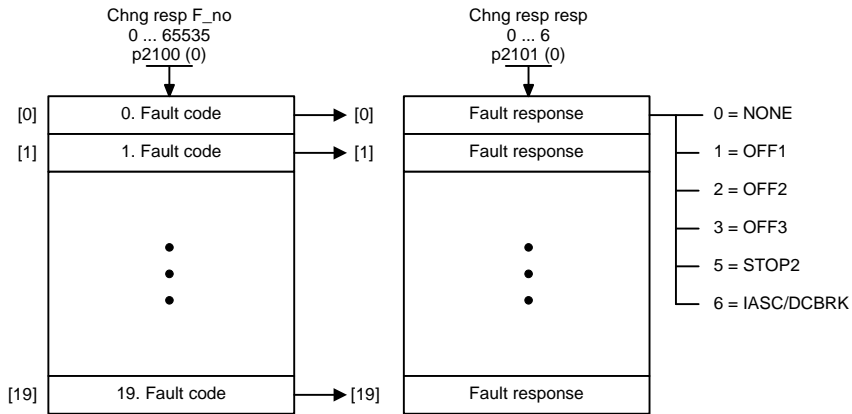 Chng resp F_no
0 ... 65535
p2100 (0)
Chng resp resp
0 ... 6
p2101 (0)
[0] 0. Fault code [0] Fault response 0 = NONE
[1] 1. Fault code [1] Fault response 1 = OFF1
2 = OFF2
3 = OFF3
5 = STOP2
6 = IASC/DCBRK
[19] 19. Fault code [19] Fault response